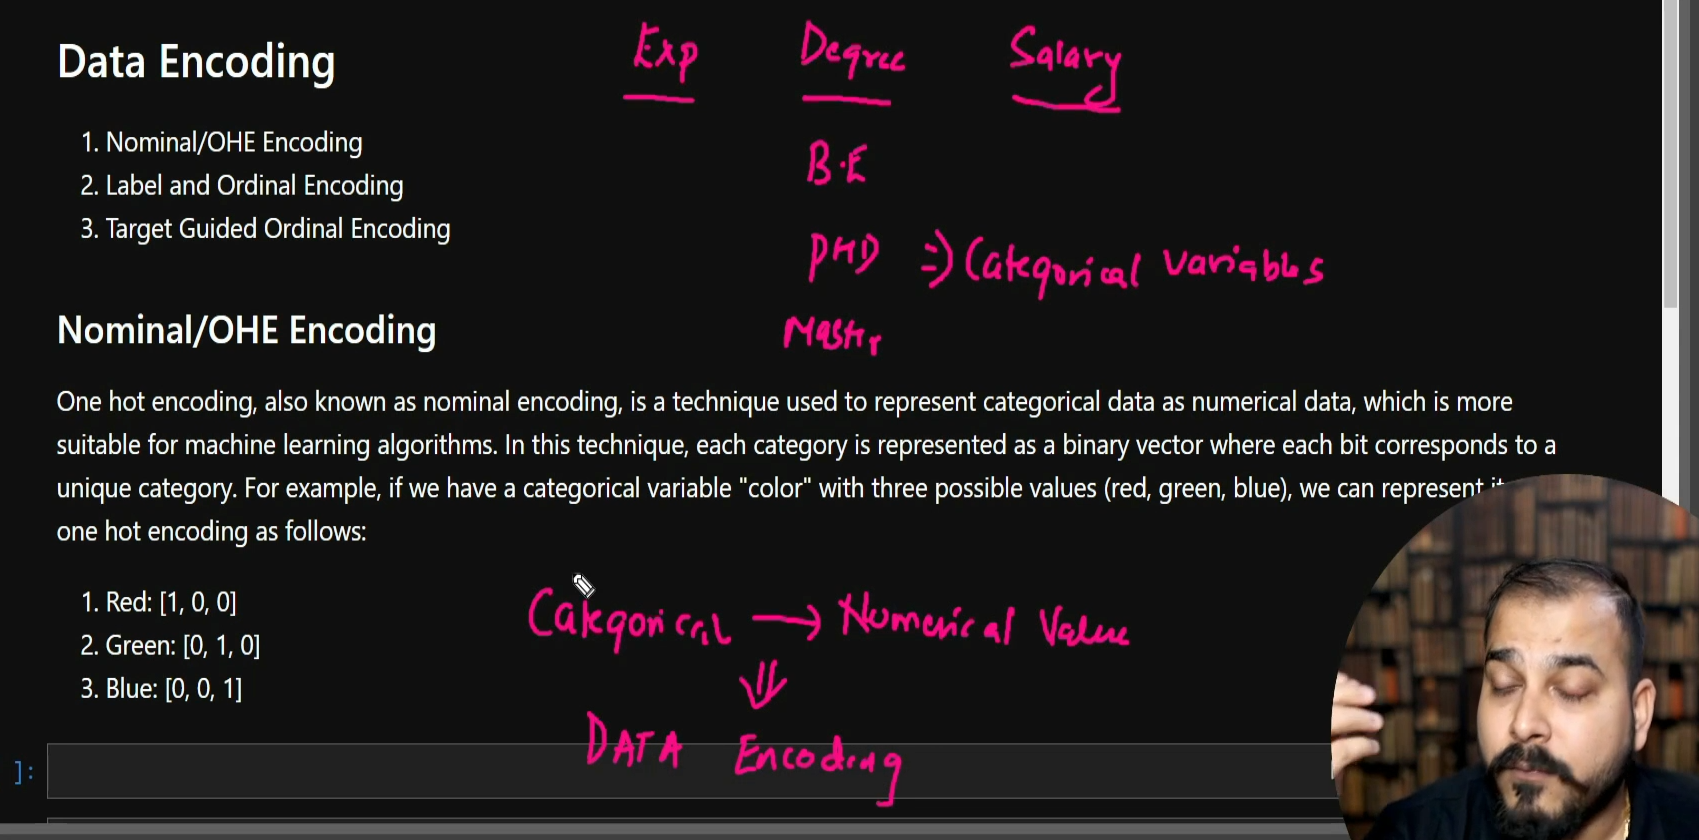 Data Encoding
Exp Degree Salary
1. Nominal/OHE Encoding
B.E
2. Label and Ordinal Encoding
3. Target Guided Ordinal Encoding
PHD => Categorical Variables
Nominal/OHE Encoding
Master
One hot encoding, also known as nominal encoding, is a technique used to represent categorical data as numerical data, which is more
suitable for machine learning algorithms. In this technique, each category is represented as a binary vector where each bit corresponds to a
unique category. For example, if we have a categorical variable "color" with three possible values (red, green, blue), we can represent it
one hot encoding as follows:
1. Red: [1, 0, 0]
Categorical → Numerical Value
2. Green: [0, 1, 0]
3. Blue: [0, 0, 1]
DATA Encoding
]: